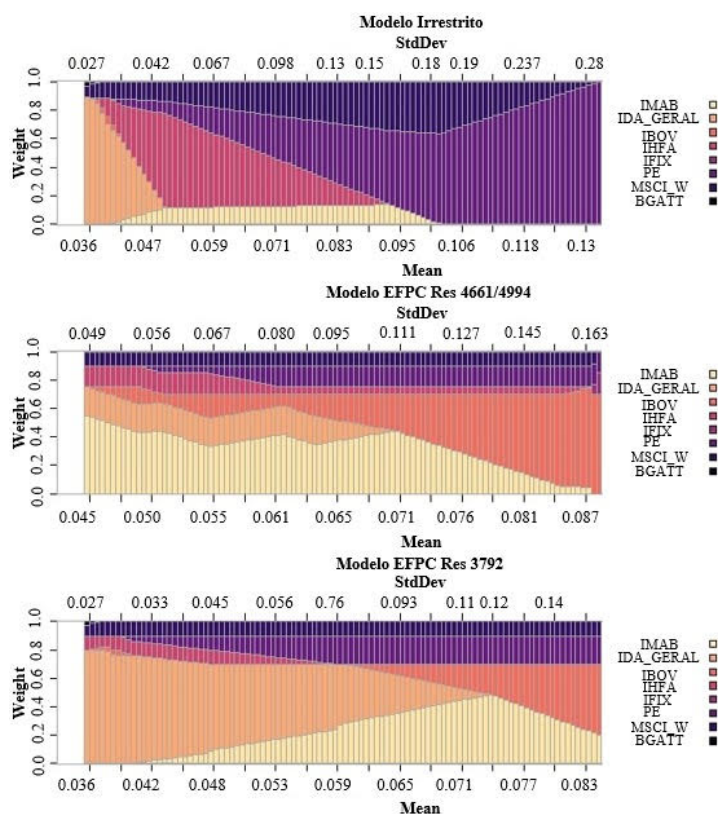 Modelo Irrestrito
StdDev
0.027 0.042 0.067 0.098 0.13 0.15 0.18 0.19 0.237 0.28
Weight
1.0
0.8
0.6
0.4
0.2
0.0
IMAB
IDA_GERAL
IBOV
IHFA
IFIX
PE
MSCI_W
BGATT
0.036 0.047 0.059 0.071 0.083 0.095 0.106 0.118 0.13
Mean
Modelo EFPC Res 4661/4994
StdDev
0.049 0.056 0.067 0.080 0.095 0.111 0.127 0.145 0.163
Weight
1.0
0.8
0.6
0.4
0.2
0.0
IMAB
IDA_GERAL
IBOV
IHFA
IFIX
PE
MSCI_W
BGATT
0.045 0.050 0.055 0.061 0.065 0.071 0.076 0.081 0.087
Mean
Modelo EFPC Res 3792
StdDev
0.027 0.033 0.045 0.056 0.76 0.093 0.11 0.12 0.14
Weight
1.0
0.8
0.6
0.4
0.2
0.0
IMAB
IDA_GERAL
IBOV
IHFA
IFIX
PE
MSCI_W
BGATT
0.036 0.042 0.048 0.053 0.059 0.065 0.071 0.077 0.083
Mean